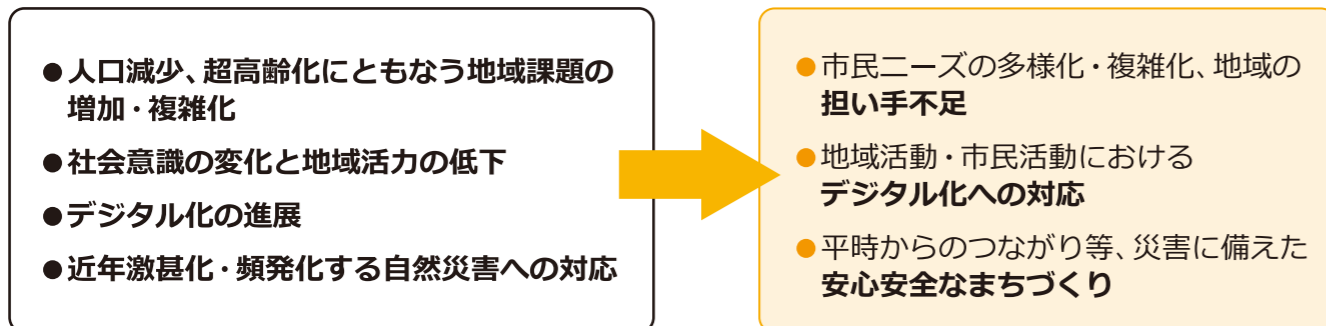 ●人口減少、超高齢化にともなう地域課題の
増加・複雑化
●社会意識の変化と地域活力の低下
●デジタル化の進展
●近年激甚化・頻発化する自然災害への対応
●市民ニーズの多様化・複雑化、地域の
担い手不足
●地域活動・市民活動における
デジタル化への対応
●平時からのつながり等、災害に備えた
安心安全なまちづくり